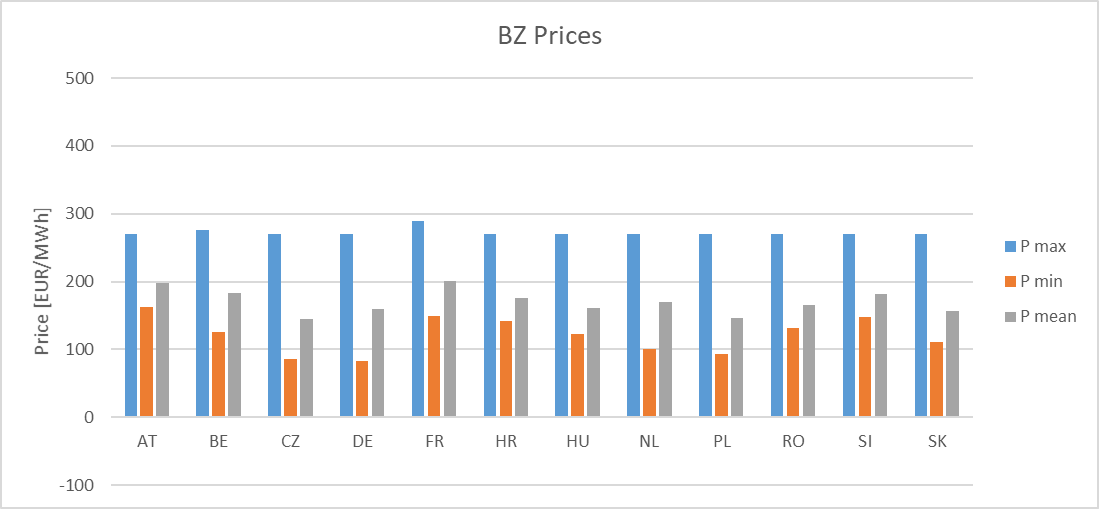 BZ Prices
Price [EUR/MWh]
500
400
300
200
100
0
-100
AT BE CZ DE FR HR HU NL PL RO SI SK
P max
P min
P mean